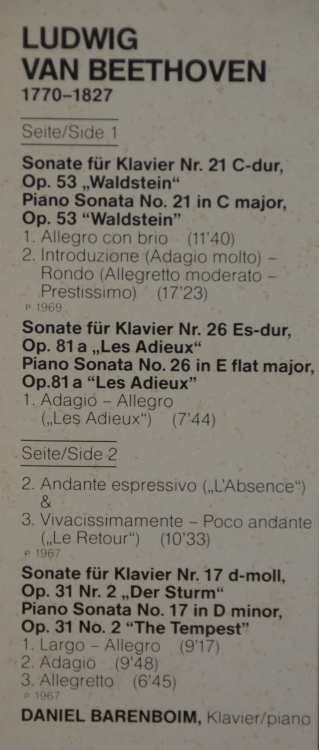 LUDWIG
VAN BEETHOVEN
1770–1827
Seite/Side 1
Sonate für Klavier Nr. 21 C-dur,
Op. 53 „Waldstein“
Piano Sonata No. 21 in C major,
Op. 53 “Waldstein”
1. Allegro con brio (11'40)
2. Introduzione (Adagio molto) –
Rondo (Allegretto moderato –
Prestissimo) (17'23)
℗ 1969
Sonate für Klavier Nr. 26 Es-dur,
Op. 81 a „Les Adieux“
Piano Sonata No. 26 in E flat major,
Op. 81 a “Les Adieux”
1. Adagio – Allegro
(„Les Adieux“) (7'44)
Seite/Side 2
2. Andante espressivo („L'Absence“)
&
3. Vivacissimamente – Poco andante
(„Le Retour“) (10'33)
℗ 1967
Sonate für Klavier Nr. 17 d-moll,
Op. 31 Nr. 2 „Der Sturm“
Piano Sonata No. 17 in D minor,
Op. 31 No. 2 “The Tempest”
1. Largo – Allegro (9'17)
2. Adagio (9'48)
3. Allegretto (6'45)
℗ 1967
DANIEL BARENBOIM, Klavier/piano